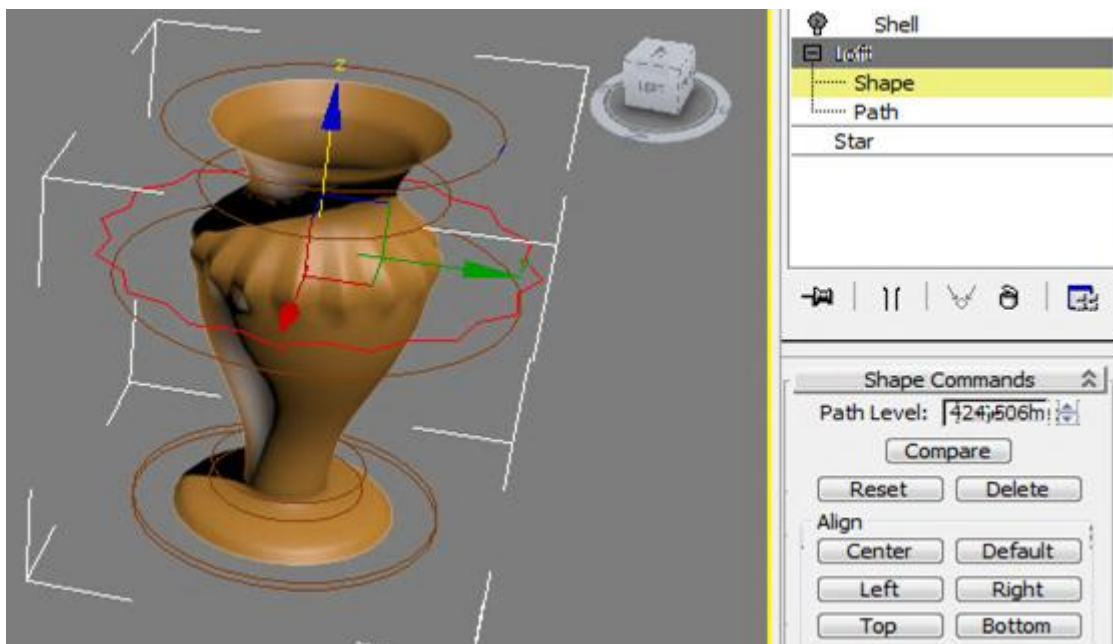 Shell
Loft
Shape
Path
Star
z
LEFT
Shape Commands
Path Level:
Compare
Reset Delete
Align
Center Default
Left Right
Top Bottom